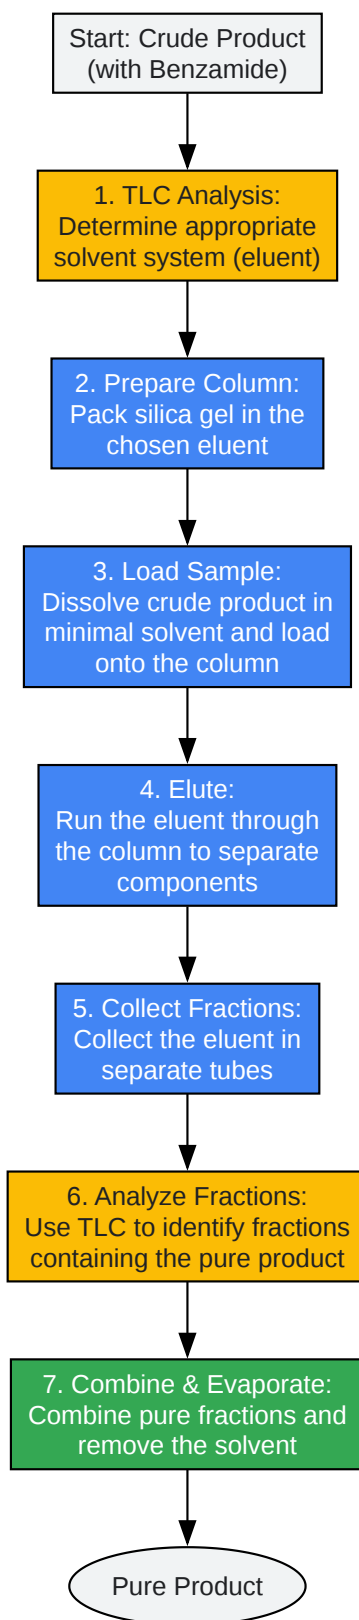 Start: Crude Product
(with Benzamide)
1. TLC Analysis:
Determine appropriate
solvent system (eluent)
2. Prepare Column:
Pack silica gel in the
chosen eluent
3. Load Sample:
Dissolve crude product in
minimal solvent and load
onto the column
4. Elute:
Run the eluent through
the column to separate
components
5. Collect Fractions:
Collect the eluent in
separate tubes
6. Analyze Fractions:
Use TLC to identify fractions
containing the pure product
7. Combine & Evaporate:
Combine pure fractions and
remove the solvent
Pure Product